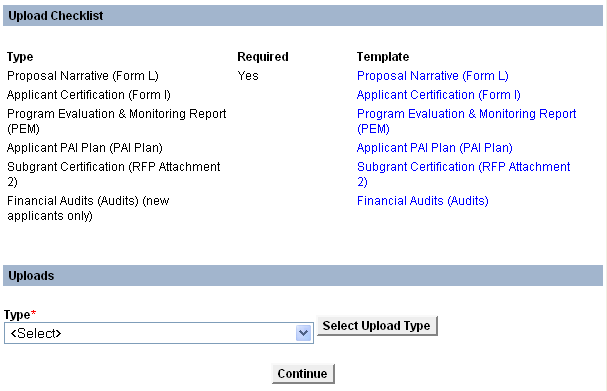 Upload Checklist
Type Required Template
Proposal Narrative (Form L) Yes Proposal Narrative (Form L)
Applicant Certification (Form I) Applicant Certification (Form I)
Program Evaluation & Monitoring Report (PEM) Program Evaluation & Monitoring Report (PEM)
Applicant PAI Plan (PAI Plan) Applicant PAI Plan (PAI Plan)
Subgrant Certification (RFP Attachment 2) Subgrant Certification (RFP Attachment 2)
Financial Audits (Audits) (new applicants only) Financial Audits (Audits)
Uploads
Type*
<Select> Select Upload Type
Continue